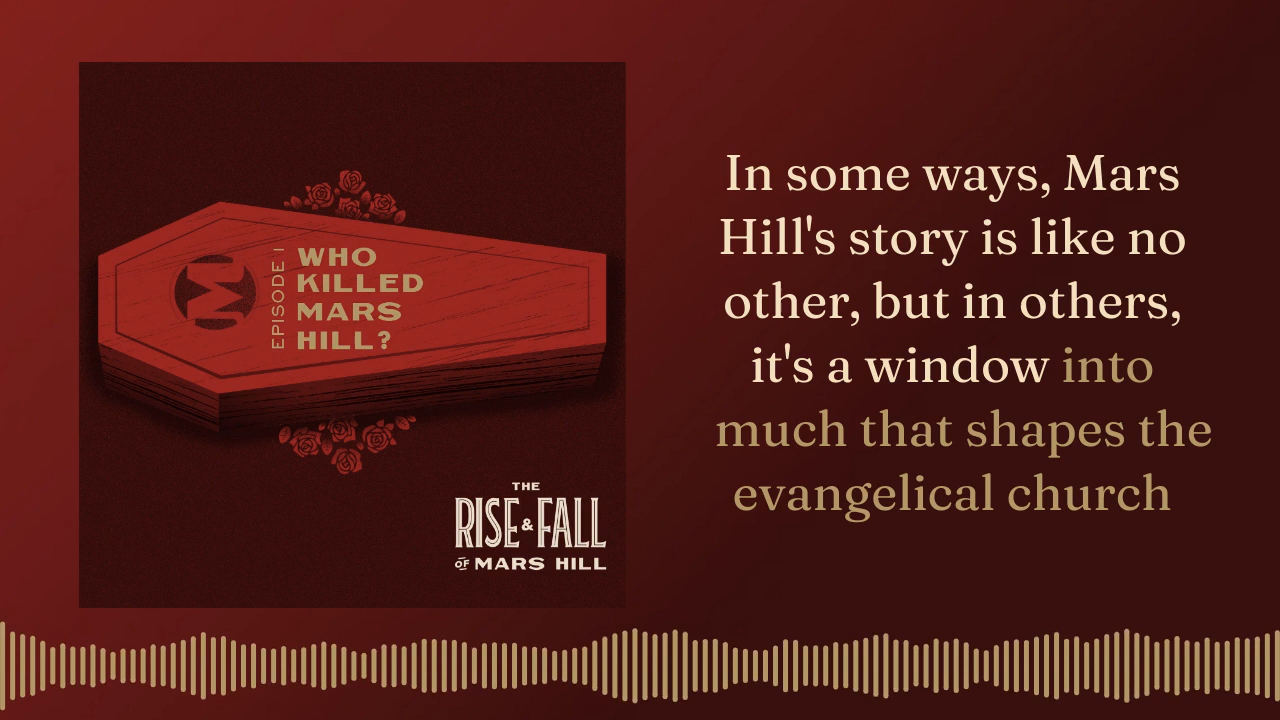 EPISODE I
WHO
KILLED
MARS
HILL?
THE
RISE & FALL
OF MARS HILL
In some ways, Mars
Hill's story is like no
other, but in others,
it's a window into
much that shapes the
evangelical church